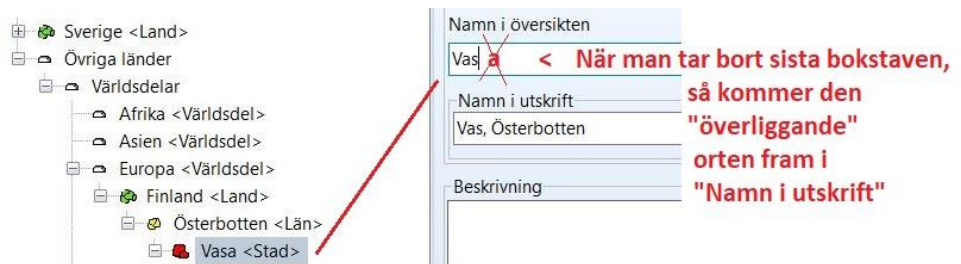 Sverige <Land>
Övriga länder
Världsdelar
Afrika <Världsdel>
Asien <Världsdel>
Europa <Världsdel>
Finland <Land>
Österbotten <Län>
Vasa <Stad>
Namn i översikten
Vas a < När man tar bort sista bokstaven,
så kommer den
"överliggande"
orten fram i
"Namn i utskrift"
Namn i utskrift
Vas, Österbotten
Beskrivning